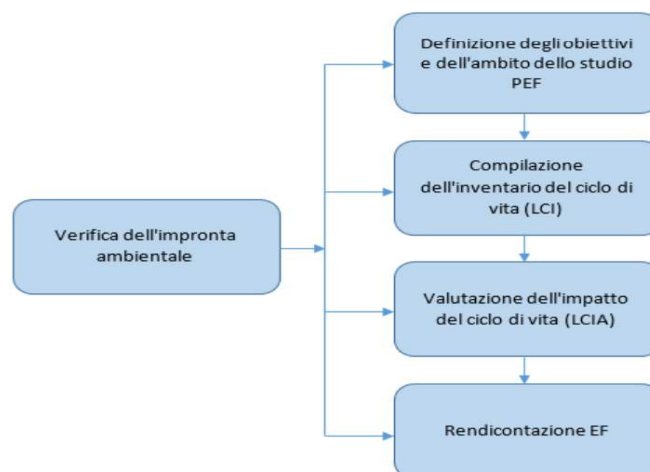 Definizione degli obiettivi
e dell'ambito dello studio
PEF
Compilazione
dell'inventario del ciclo di
vita (LCI)
Verifica dell'impronta
ambientale
Valutazione dell'impatto
del ciclo di vita (LCIA)
Rendicontazione EF